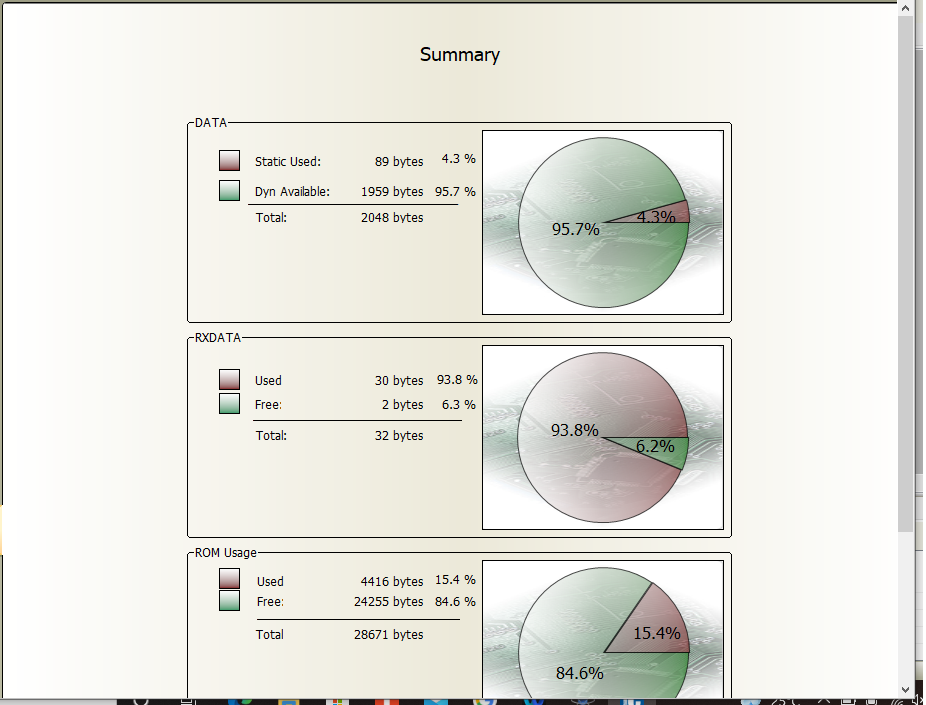 Summary
DATA
Static Used: 89 bytes 4.3 %
Dyn Available: 1959 bytes 95.7 %
Total: 2048 bytes
4.3%
95.7%
RXDATA
Used 30 bytes 93.8 %
Free: 2 bytes 6.3 %
Total: 32 bytes
93.8%
6.2%
ROM Usage
Used 4416 bytes 15.4 %
Free: 24255 bytes 84.6 %
Total 28671 bytes
15.4%
84.6%